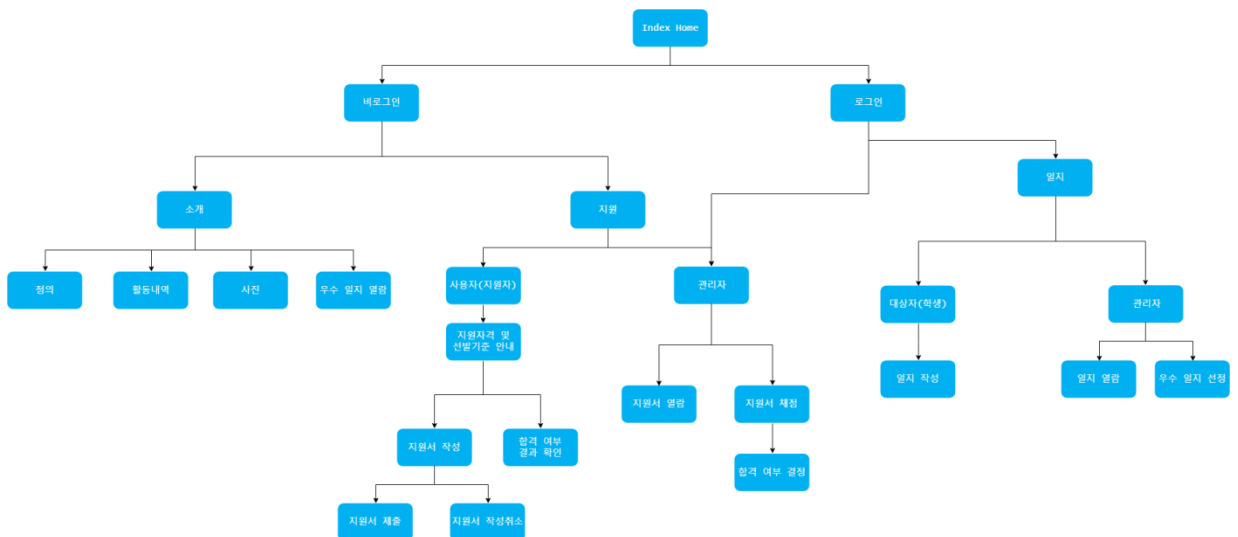 Index Home
비로그인
로그인
일지
소개
지원
정의
활동내역
사진
우수 일지 열람
사용자(지원자)
관리자
대상자(학생)
관리자
지원자격 및
선발기준 안내
일지 작성
일지 열람
우수 일지 선정
지원서 열람
지원서 채점
지원서 작성
합격 여부
결과 확인
합격 여부 결정
지원서 제출
지원서 작성취소